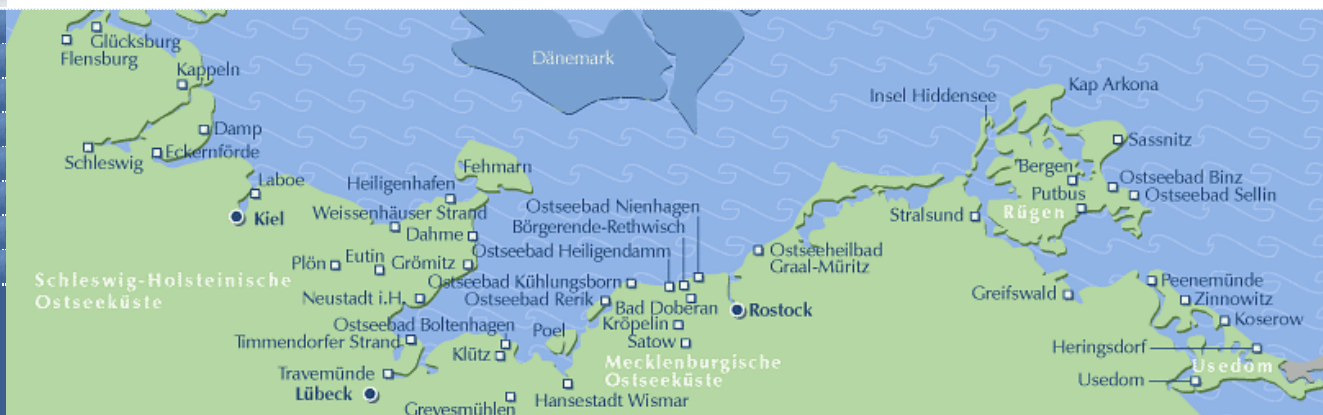 Glücksburg
Flensburg
Kappeln
Damp
Schleswig
Eckernförde
Laboe
Kiel
Dänemark
Fehmarn
Heiligenhafen
Weissenhäuser Strand
Dahme
Plön
Eutin
Grömitz
Neustadt i.H.
Schleswig-Holsteinische
Ostseeküste
Ostseebad Nienhagen
Börgerende-Rethwisch
Ostseebad Heiligendamm
Ostseebad Kühlungsborn
Ostseebad Rerik
Bad Doberan
Kröpelin
Satow
Ostseebad Boltenhagen
Timmendorfer Strand
Poel
Klütz
Travemünde
Lübeck
Grevesmühlen
Hansestadt Wismar
Mecklenburgische
Ostseeküste
Rostock
Ostseeheilbad
Graal-Müritz
Insel Hiddensee
Kap Arkona
Sassnitz
Bergen
Putbus
Ostseebad Binz
Ostseebad Sellin
Rügen
Stralsund
Greifswald
Peenemünde
Zinnowitz
Koserow
Heringsdorf
Usedom
Usedom